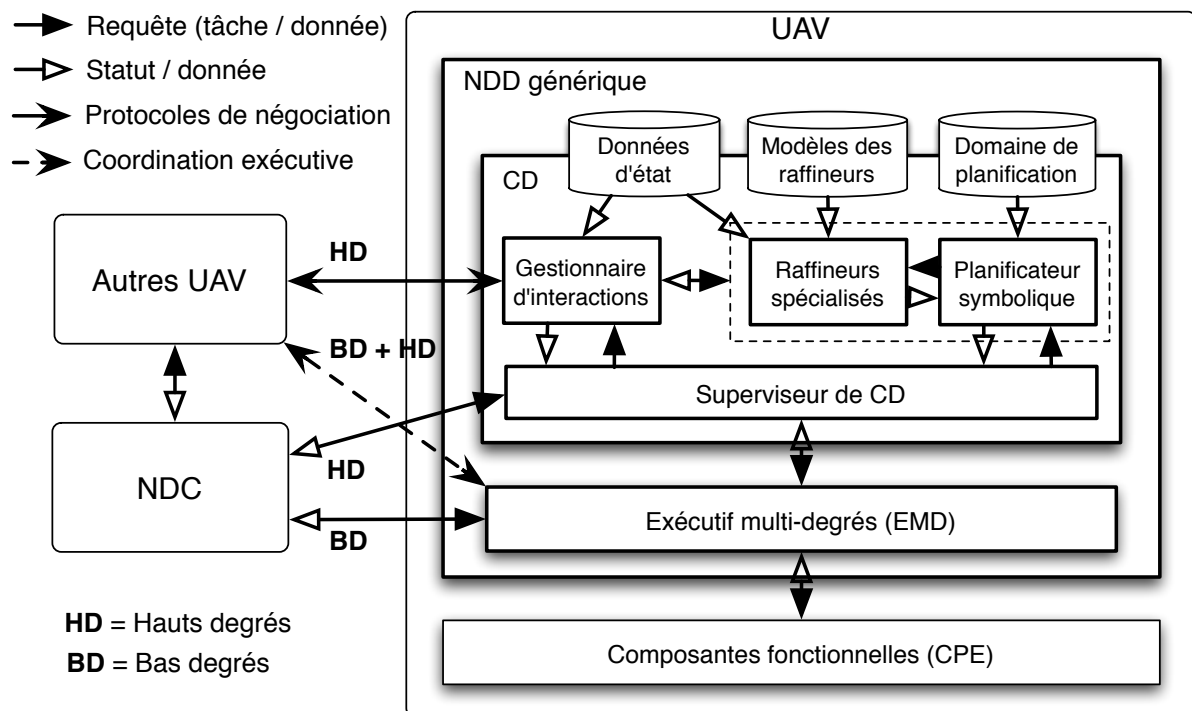 Requête (tâche / donnée)
Statut / donnée
Protocoles de négociation
Coordination exécutive
UAV
NDD générique
Données
d'état
Modèles des
raffineurs
Domaine de
planification
CD
Autres UAV
HD
Gestionnaire
d'interactions
Raffineurs
spécialisés
Planificateur
symbolique
BD + HD
Superviseur de CD
NDC
HD
BD
Exécutif multi-degrés (EMD)
HD = Hauts degrés
BD = Bas degrés
Composantes fonctionnelles (CPE)